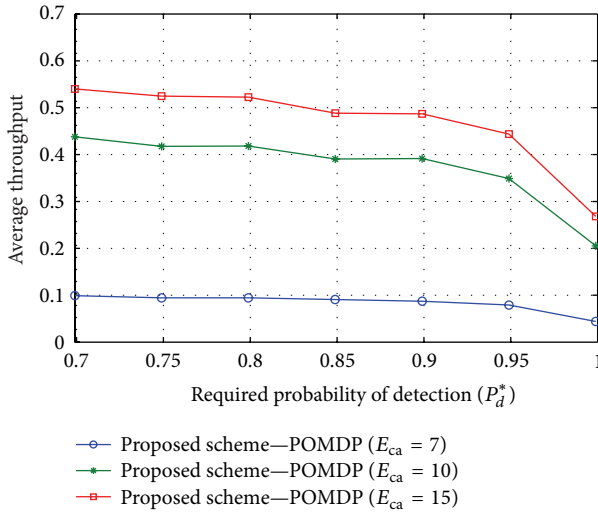 0.7
0.6
0.5
0.4
0.3
0.2
0.1
0
Average throughput
0.7 0.75 0.8 0.85 0.9 0.95 1
Required probability of detection (P*d)
Proposed scheme—POMDP (Eca = 7)
Proposed scheme—POMDP (Eca = 10)
Proposed scheme—POMDP (Eca = 15)